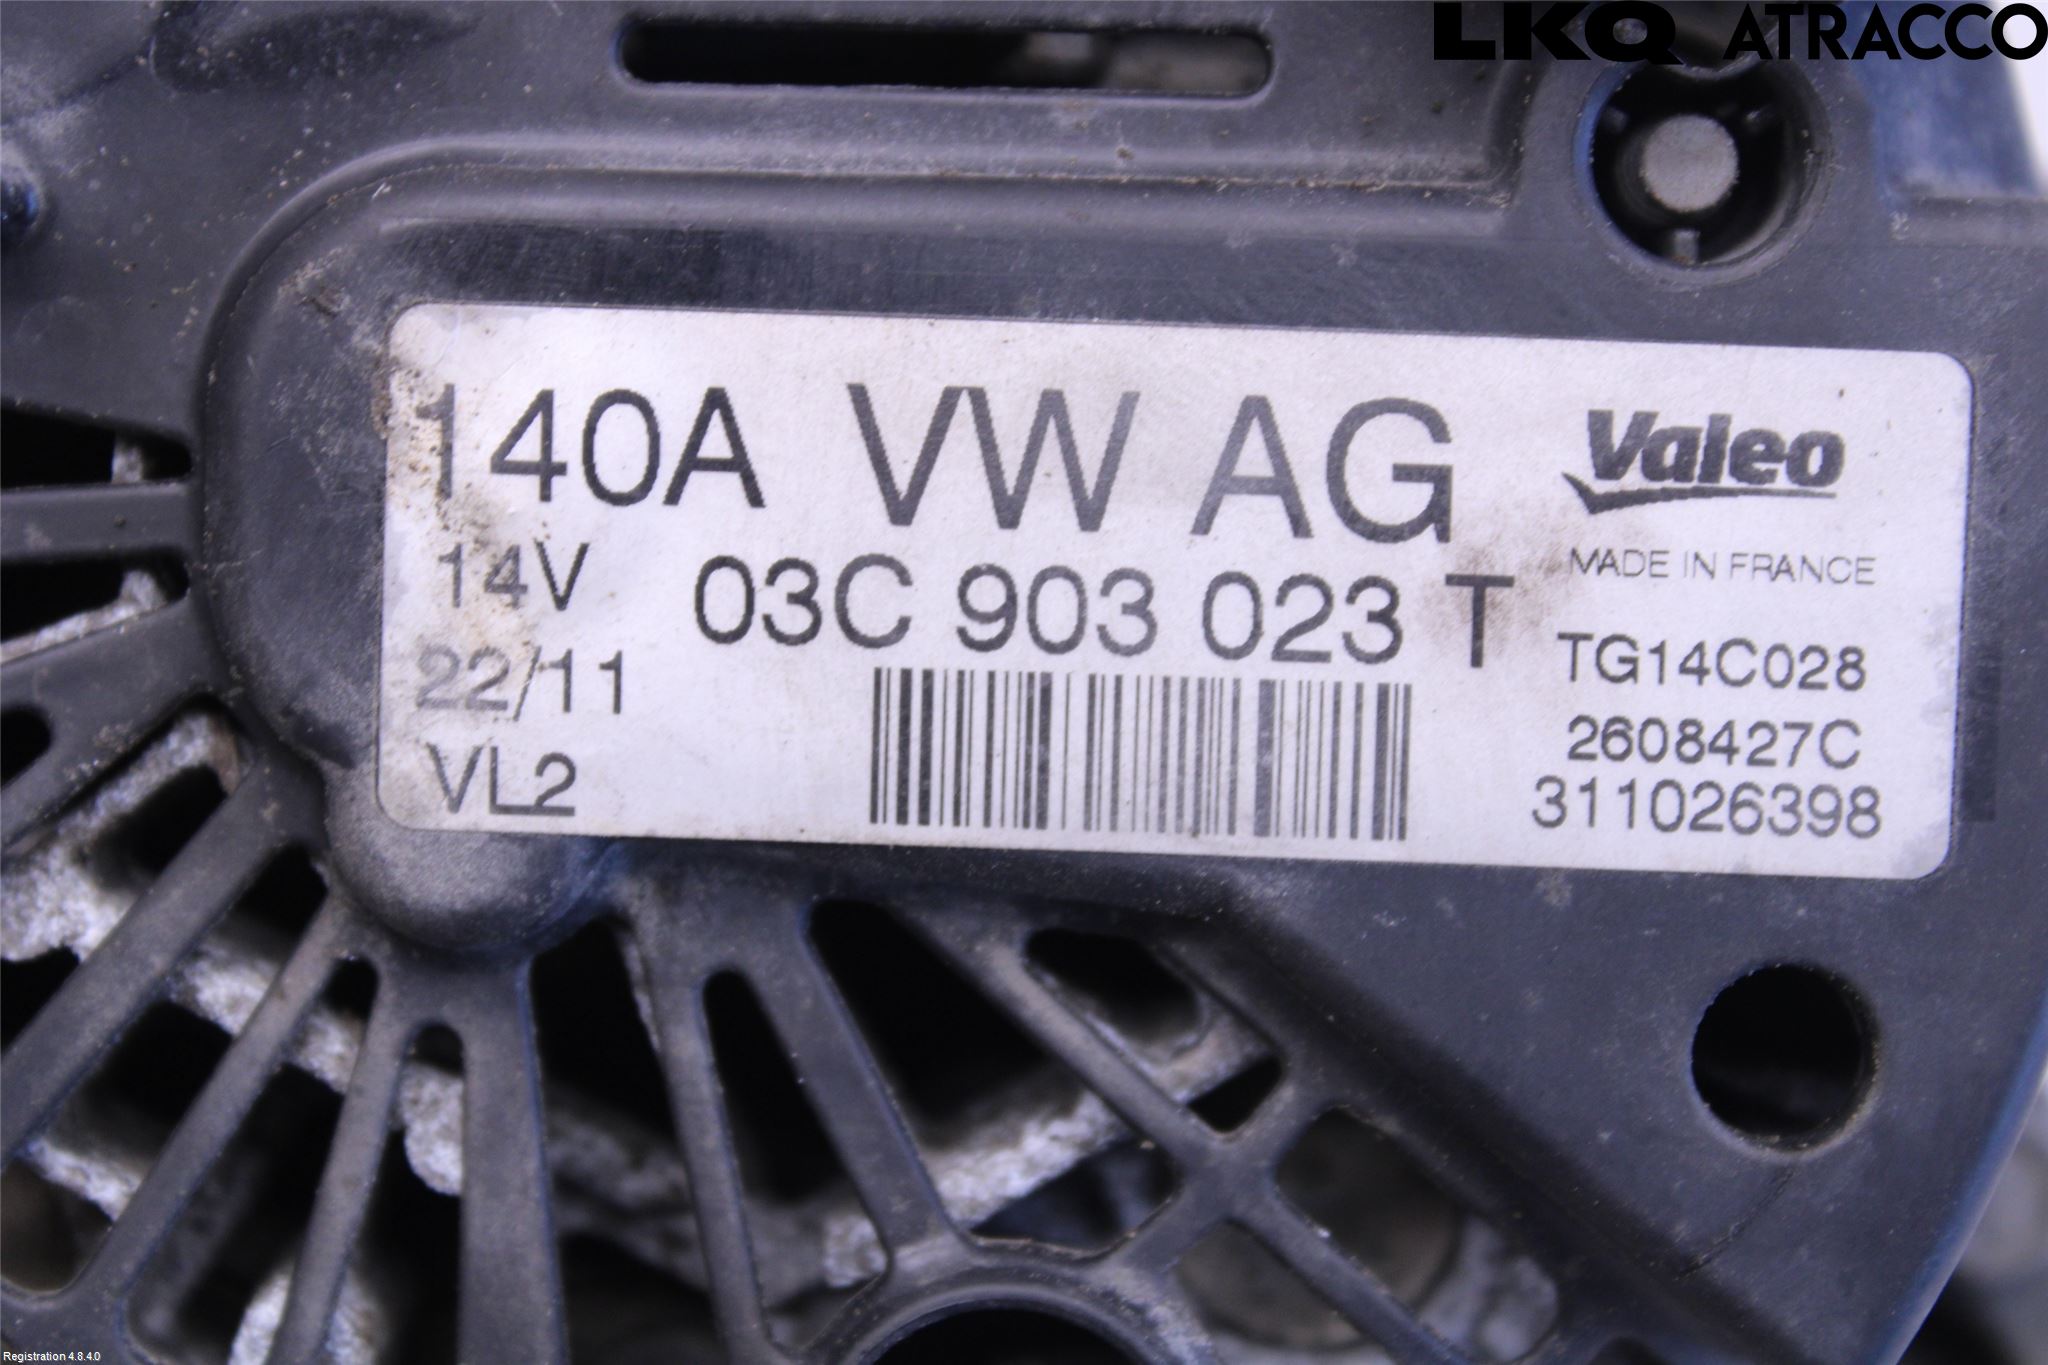 LKQ ATRACCO
140A VW AG Valeo
14V 03C 903 023 T MADE IN FRANCE
22/11 TG14C028
VL2 2608427C
311026398
Registration 4.8.4.0